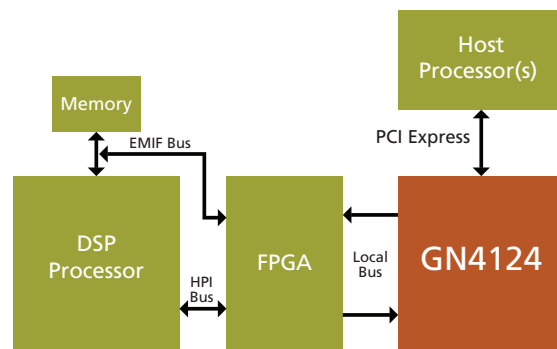 Host
Processor(s)
Memory
PCI Express
EMIF Bus
DSP
Processor
FPGA
Local
Bus
GN4124
HPI
Bus